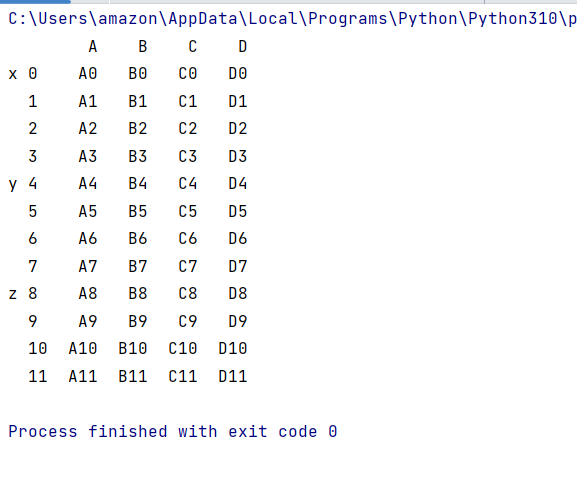 C:\Users\amazon\AppData\Local\Programs\Python\Python310\p
A B C D
x 0 A0 B0 C0 D0
1 A1 B1 C1 D1
2 A2 B2 C2 D2
3 A3 B3 C3 D3
y 4 A4 B4 C4 D4
5 A5 B5 C5 D5
6 A6 B6 C6 D6
7 A7 B7 C7 D7
z 8 A8 B8 C8 D8
9 A9 B9 C9 D9
10 A10 B10 C10 D10
11 A11 B11 C11 D11
Process finished with exit code 0